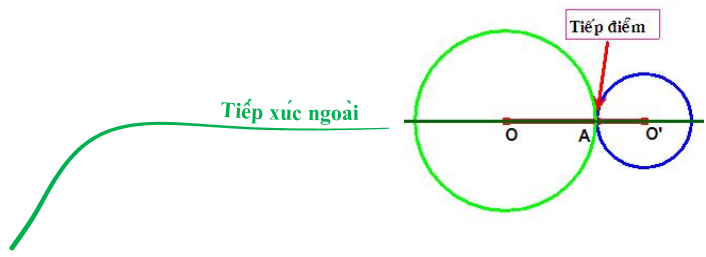 Tiếp điểm
Tiếp xúc ngoài
O
A
O'